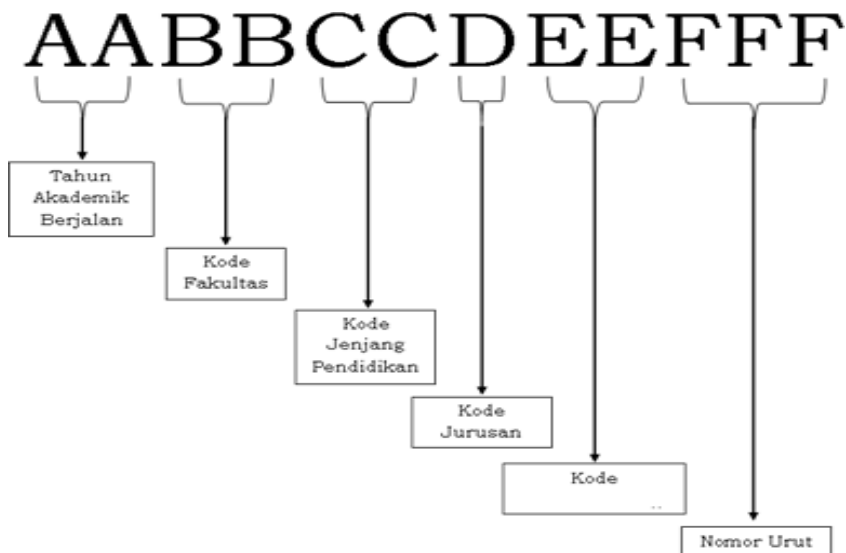 AABBCCDEEFFF
Tahun
Akademik
Berjalan
Kode
Fakultas
Kode
Jenjang
Pendidikan
Kode
Jurusan
Kode
Nomor Urut